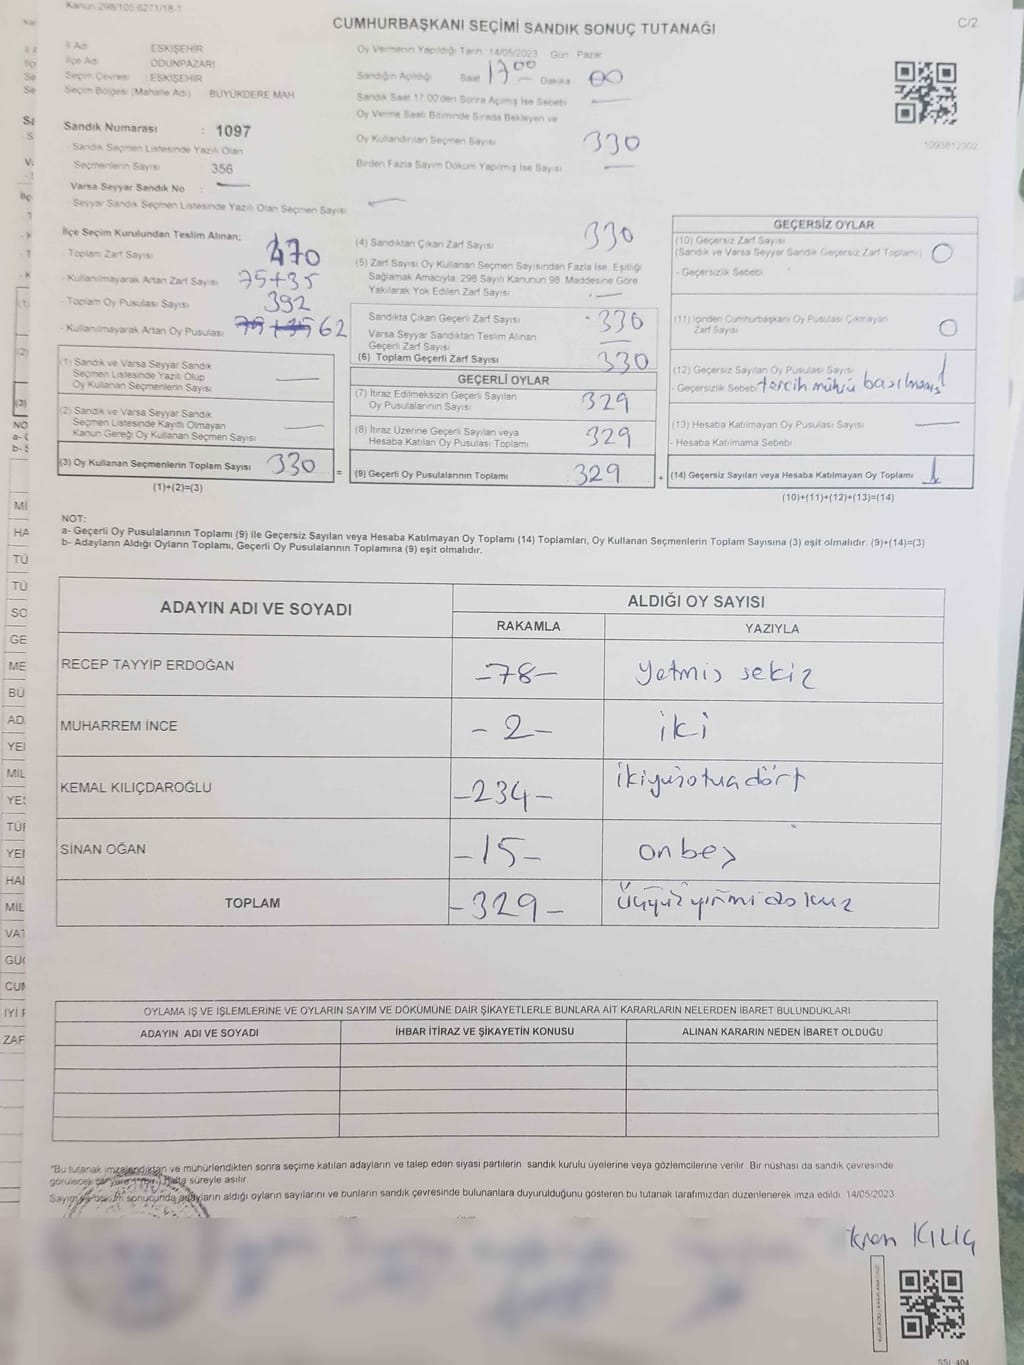 Kanun 298/105 6271/18-1
CUMHURBAŞKANI SEÇİMİ SANDIK SONUÇ TUTANAĞI
C/2
İl Adı ESKİŞEHİR
İlçe Adı ODUNPAZARI
Seçim Çevresi : ESKİŞEHİR
Seçim Bölgesi (Mahalle Adı) BÜYÜKDERE MAH
Oy Vermenin Yapıldığı Tarih :14/05/2023 Gün Pazar
Sandığın Açıldığı Saat 17 00 Dakika 00
Sandık Saat 17:00'den Sonra Açılmış İse Sebebi —
Oy Verme Saati Bitiminde Sırada Bekleyen ve
Oy Kullandırılan Seçmen Sayısı 330
Birden Fazla Sayım Döküm Yapılmış İse Sayısı —
1093812302
Sandık Numarası : 1097
- Sandık Seçmen Listesinde Yazılı Olan
Seçmenlerin Sayısı 356
Varsa Seyyar Sandık No : —
Seyyar Sandık Seçmen Listesinde Yazılı Olan Seçmen Sayısı —
İlçe Seçim Kurulundan Teslim Alınan;
- Toplam Zarf Sayısı 470
- Kullanılmayarak Artan Zarf Sayısı 75+35
- Toplam Oy Pusulası Sayısı 392
- Kullanılmayarak Artan Oy Pusulası 62
(1) Sandık ve Varsa Seyyar Sandık
Seçmen Listesinde Yazılı Olup
Oy Kullanan Seçmenlerin Sayısı —
(2) Sandık ve Varsa Seyyar Sandık
Seçmen Listesinde Kayıtlı Olmayan
Kanun Gereği Oy Kullanan Seçmen Sayısı —
(3) Oy Kullanan Seçmenlerin Toplam Sayısı 330 =
(1)+(2)=(3)
(4) Sandıktan Çıkan Zarf Sayısı 330
(5) Zarf Sayısı Oy Kullanan Seçmen Sayısından Fazla İse, Eşitliği
Sağlamak Amacıyla, 298 Sayılı Kanunun 98. Maddesine Göre
Yakılarak Yok Edilen Zarf Sayısı —
Sandıkta Çıkan Geçerli Zarf Sayısı 330
Varsa Seyyar Sandıktan Teslim Alınan
Geçerli Zarf Sayısı —
(6) Toplam Geçerli Zarf Sayısı 330
GEÇERLİ OYLAR
(7) İtiraz Edilmeksizin Geçerli Sayılan
Oy Pusulalarının Sayısı 329
(8) İtiraz Üzerine Geçerli Sayılan veya
Hesaba Katılan Oy Pusulası Toplamı 329
(9) Geçerli Oy Pusulalarının Toplamı 329 +
GEÇERSİZ OYLAR
(10) Geçersiz Zarf Sayısı
(Sandık ve Varsa Seyyar Sandık Geçersiz Zarf Toplamı) 0
- Geçersizlik Sebebi
(11) İçinden Cumhurbaşkanı Oy Pusulası Çıkmayan
Zarf Sayısı 0
(12) Geçersiz Sayılan Oy Pusulası Sayısı 1
- Geçersizlik Sebebi tercih mührü basılmamış
(13) Hesaba Katılmayan Oy Pusulası Sayısı —
- Hesaba Katılmama Sebebi
(14) Geçersiz Sayılan veya Hesaba Katılmayan Oy Toplamı 1
(10)+(11)+(12)+(13)=(14)
NOT:
a- Geçerli Oy Pusulalarının Toplamı (9) ile Geçersiz Sayılan veya Hesaba Katılmayan Oy Toplamı (14) Toplamları, Oy Kullanan Seçmenlerin Toplam Sayısına (3) eşit olmalıdır. (9)+(14)=(3)
b- Adayların Aldığı Oyların Toplamı, Geçerli Oy Pusulalarının Toplamına (9) eşit olmalıdır.
ADAYIN ADI VE SOYADI
ALDIĞI OY SAYISI
RAKAMLA YAZIYLA
RECEP TAYYİP ERDOĞAN -78- yetmiş sekiz
MUHARREM İNCE -2- iki
KEMAL KILIÇDAROĞLU -234- ikiyüzotuzdört
SİNAN OĞAN -15- onbeş
TOPLAM -329- üçyüzyirmidokuz
OYLAMA İŞ VE İŞLEMLERİNE VE OYLARIN SAYIM VE DÖKÜMÜNE DAİR ŞİKAYETLERLE BUNLARA AİT KARARLARIN NELERDEN İBARET BULUNDUKLARI
ADAYIN ADI VE SOYADI İHBAR İTİRAZ VE ŞİKAYETİN KONUSU ALINAN KARARIN NEDEN İBARET OLDUĞU
*Bu tutanak imzelendiktan ve mühürlendikten sonra seçime katılan adayların ve talep eden siyasi partilerin sandık kurulu üyelerine veya gözlemcilerine verilir. Bir nüshası da sandık çevresinde
görülecek bir yere hafta süreyle asılır.
Sayım ve döküm sonucunda adayların aldığı oyların sayılarını ve bunların sandık çevresinde bulunanlara duyurulduğunu gösteren bu tutanak tarafımızdan düzenlenerek imza edildi. 14/05/2023
KILIÇ
SSİ 404